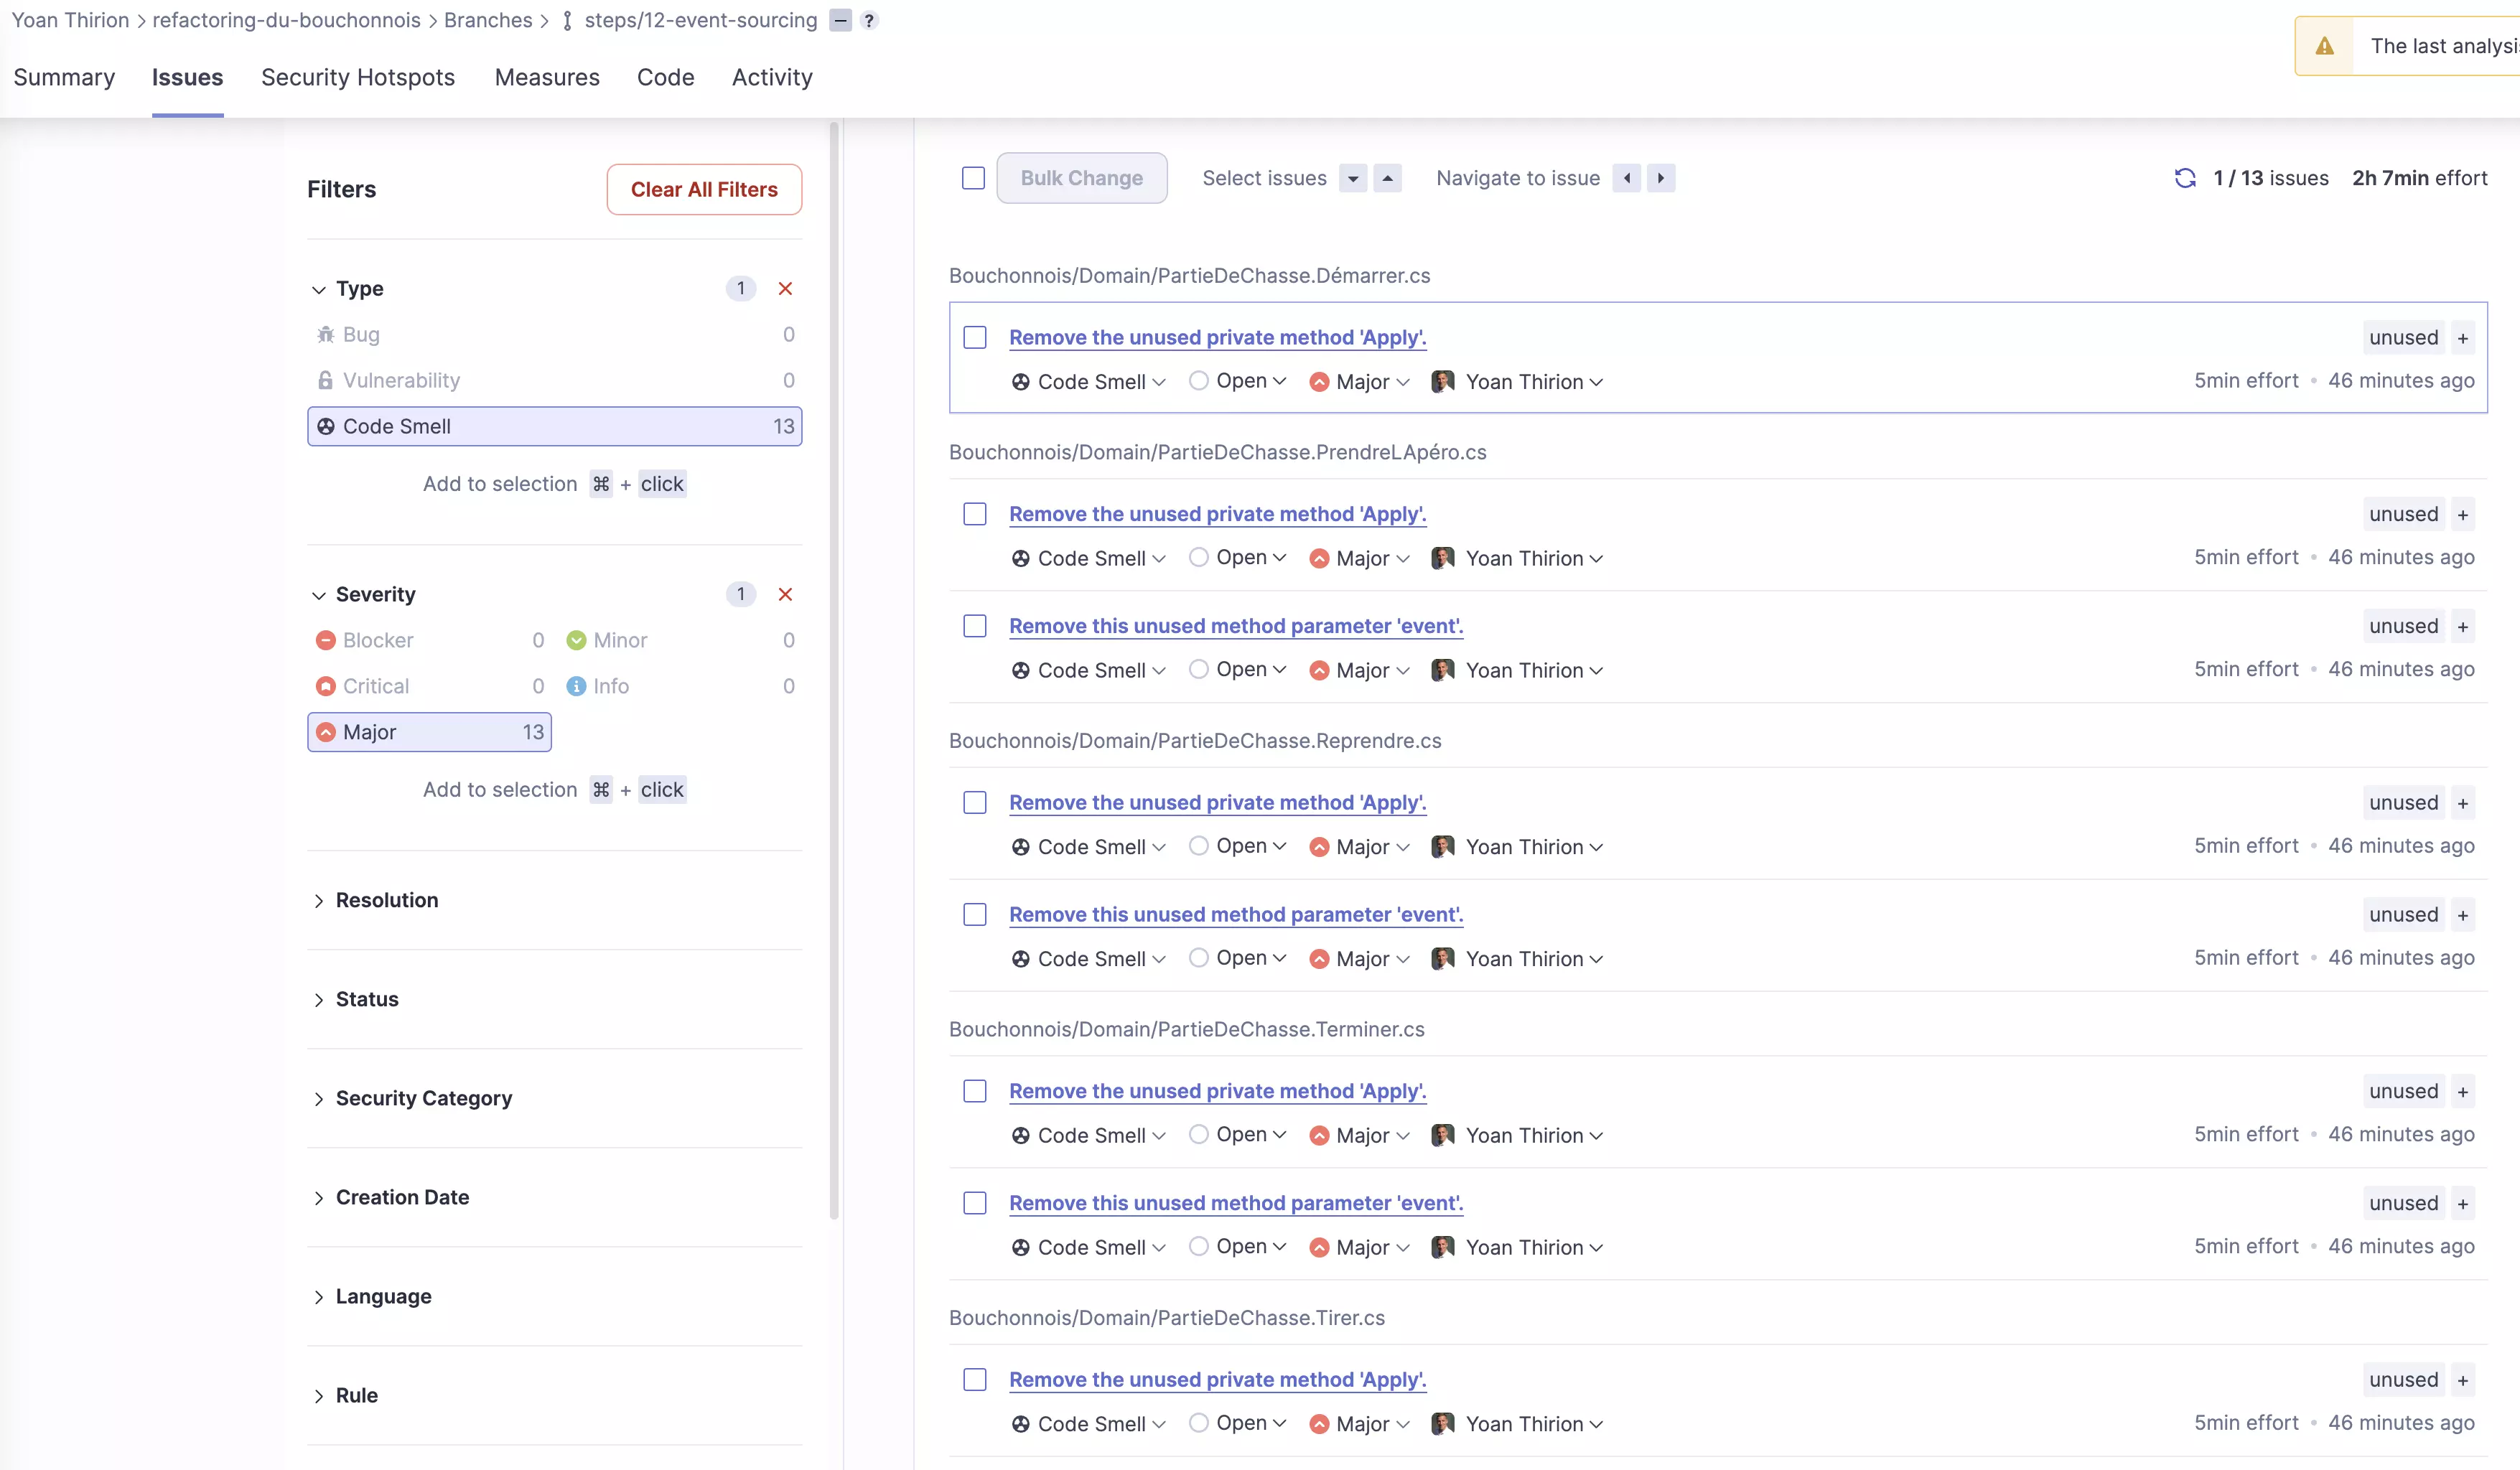 Yoan Thirion > refactoring-du-bouchonnois > Branches > steps/12-event-sourcing ?
The last analysi
Summary Issues Security Hotspots Measures Code Activity
Filters
Clear All Filters
Type 1
Bug 0
Vulnerability 0
Code Smell 13
Add to selection ⌘ + click
Severity 1
Blocker 0 Minor 0
Critical 0 Info 0
Major 13
Add to selection ⌘ + click
Resolution
Status
Security Category
Creation Date
Language
Rule
Bulk Change Select issues Navigate to issue 1 / 13 issues 2h 7min effort
Bouchonnois/Domain/PartieDeChasse.Démarrer.cs
Remove the unused private method 'Apply'. unused +
Code Smell Open Major Yoan Thirion 5min effort • 46 minutes ago
Bouchonnois/Domain/PartieDeChasse.PrendreLApéro.cs
Remove the unused private method 'Apply'. unused +
Code Smell Open Major Yoan Thirion 5min effort • 46 minutes ago
Remove this unused method parameter 'event'. unused +
Code Smell Open Major Yoan Thirion 5min effort • 46 minutes ago
Bouchonnois/Domain/PartieDeChasse.Reprendre.cs
Remove the unused private method 'Apply'. unused +
Code Smell Open Major Yoan Thirion 5min effort • 46 minutes ago
Remove this unused method parameter 'event'. unused +
Code Smell Open Major Yoan Thirion 5min effort • 46 minutes ago
Bouchonnois/Domain/PartieDeChasse.Terminer.cs
Remove the unused private method 'Apply'. unused +
Code Smell Open Major Yoan Thirion 5min effort • 46 minutes ago
Remove this unused method parameter 'event'. unused +
Code Smell Open Major Yoan Thirion 5min effort • 46 minutes ago
Bouchonnois/Domain/PartieDeChasse.Tirer.cs
Remove the unused private method 'Apply'. unused +
Code Smell Open Major Yoan Thirion 5min effort • 46 minutes ago